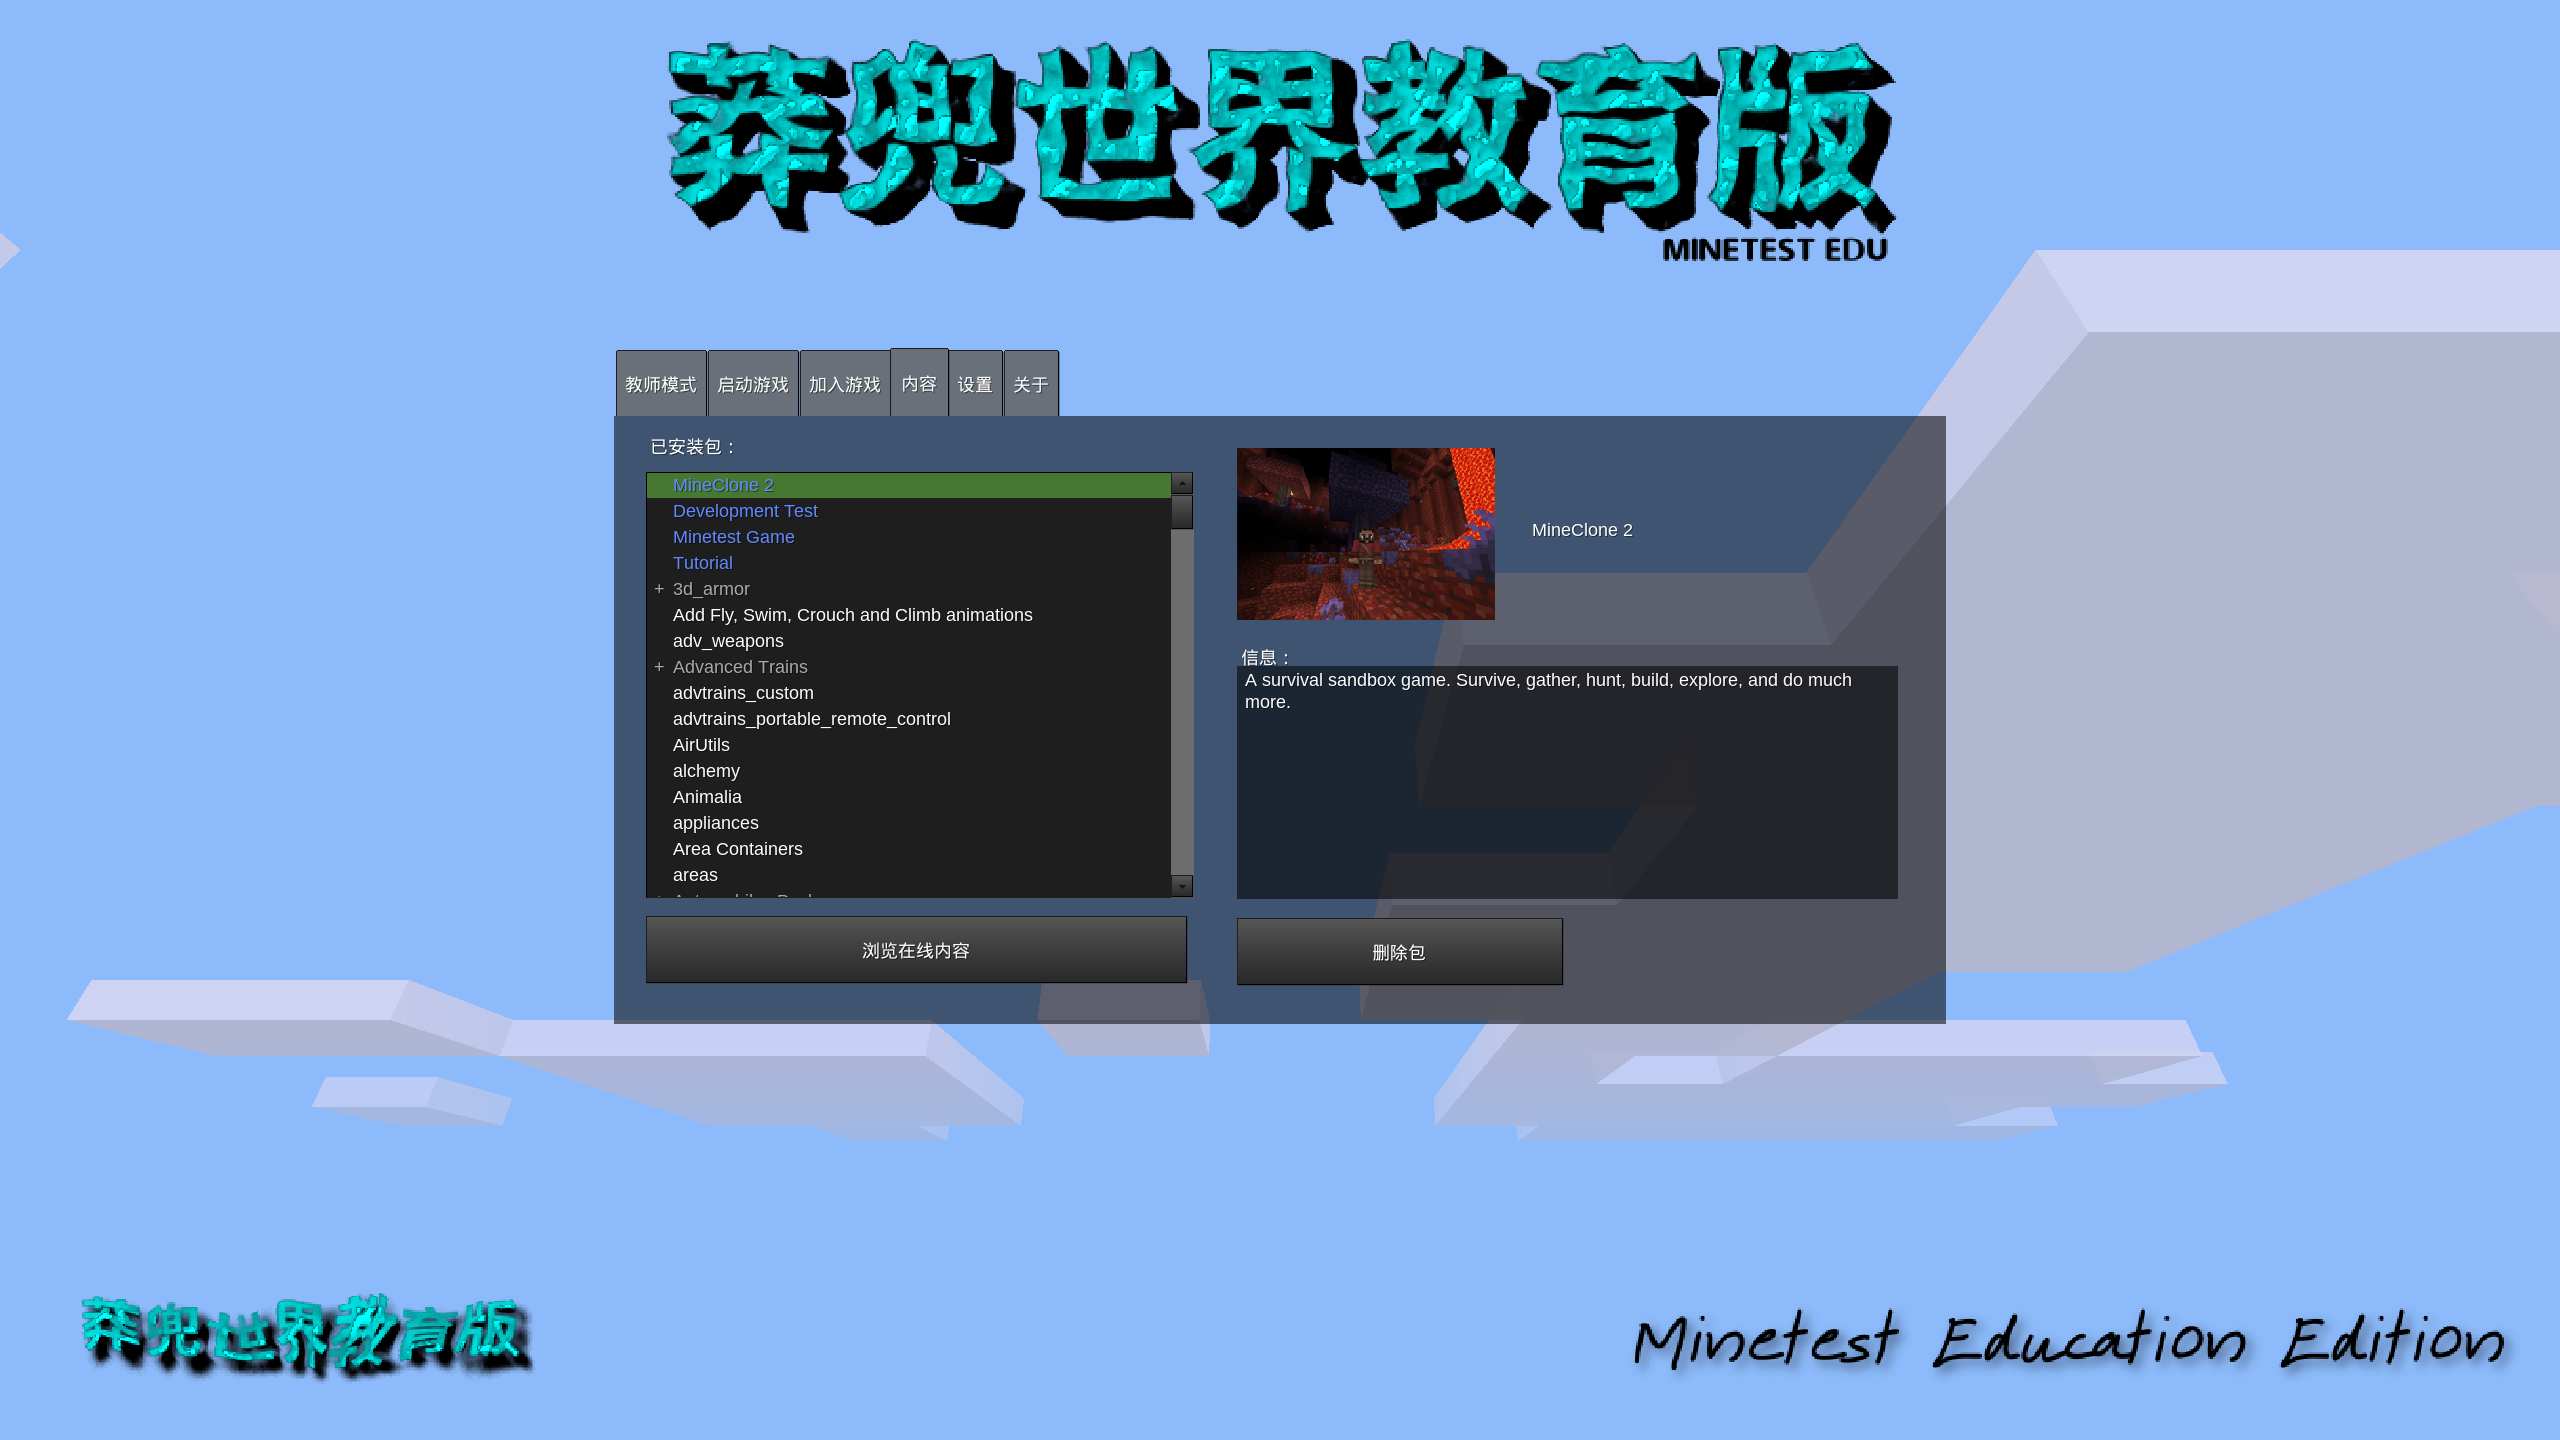 莽兜世界教育版
MINETEST EDU
教师模式 启动游戏 加入游戏 内容 设置 关于
已安装包：
MineClone 2
Development Test
Minetest Game
Tutorial
+ 3d_armor
Add Fly, Swim, Crouch and Climb animations
adv_weapons
+ Advanced Trains
advtrains_custom
advtrains_portable_remote_control
AirUtils
alchemy
Animalia
appliances
Area Containers
areas
浏览在线内容
MineClone 2
信息：
A survival sandbox game. Survive, gather, hunt, build, explore, and do much
more.
删除包
莽兜世界教育版
Minetest Education Edition